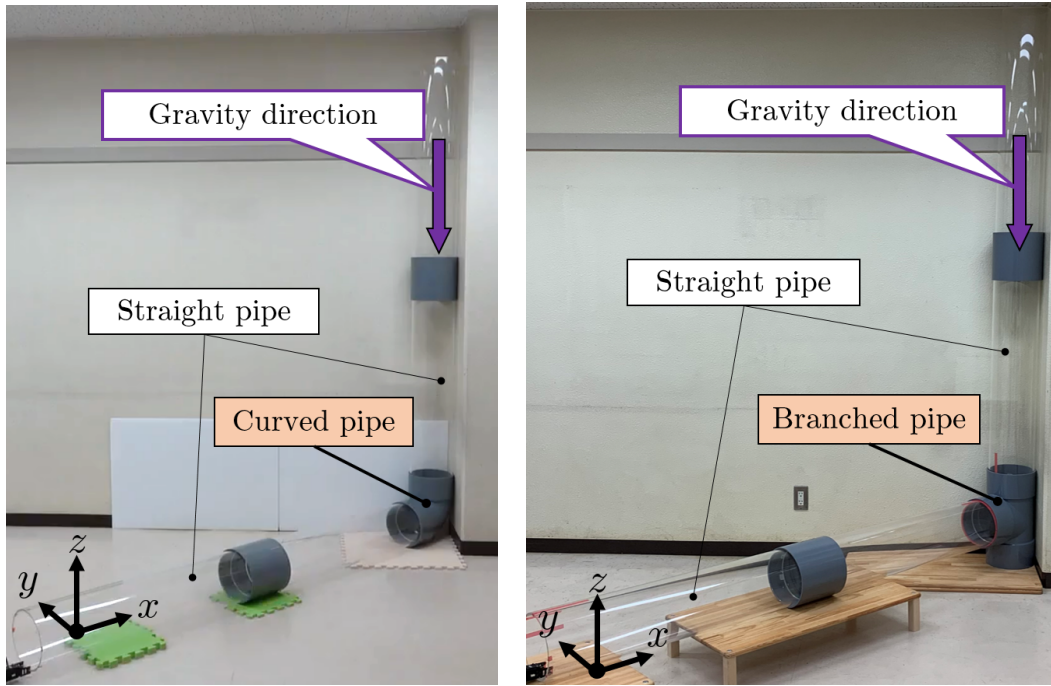 Gravity direction
Straight pipe
Curved pipe
z
y
x
Gravity direction
Straight pipe
Branched pipe
z
y
x